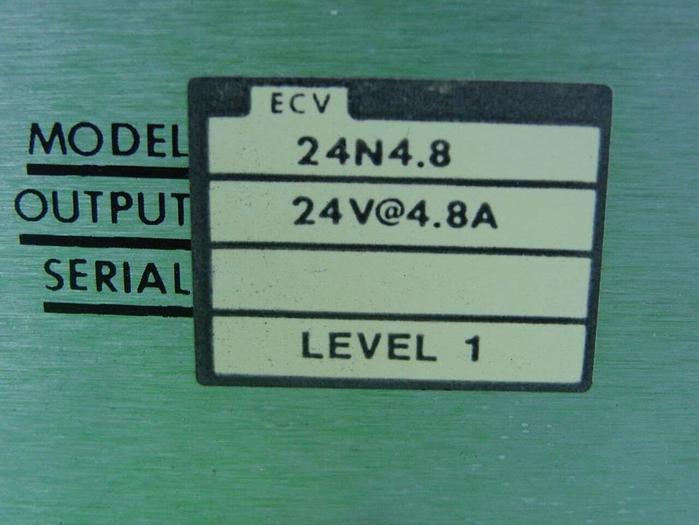 ECV
MODEL 24N4.8
OUTPUT 24V@4.8A
SERIAL
LEVEL 1